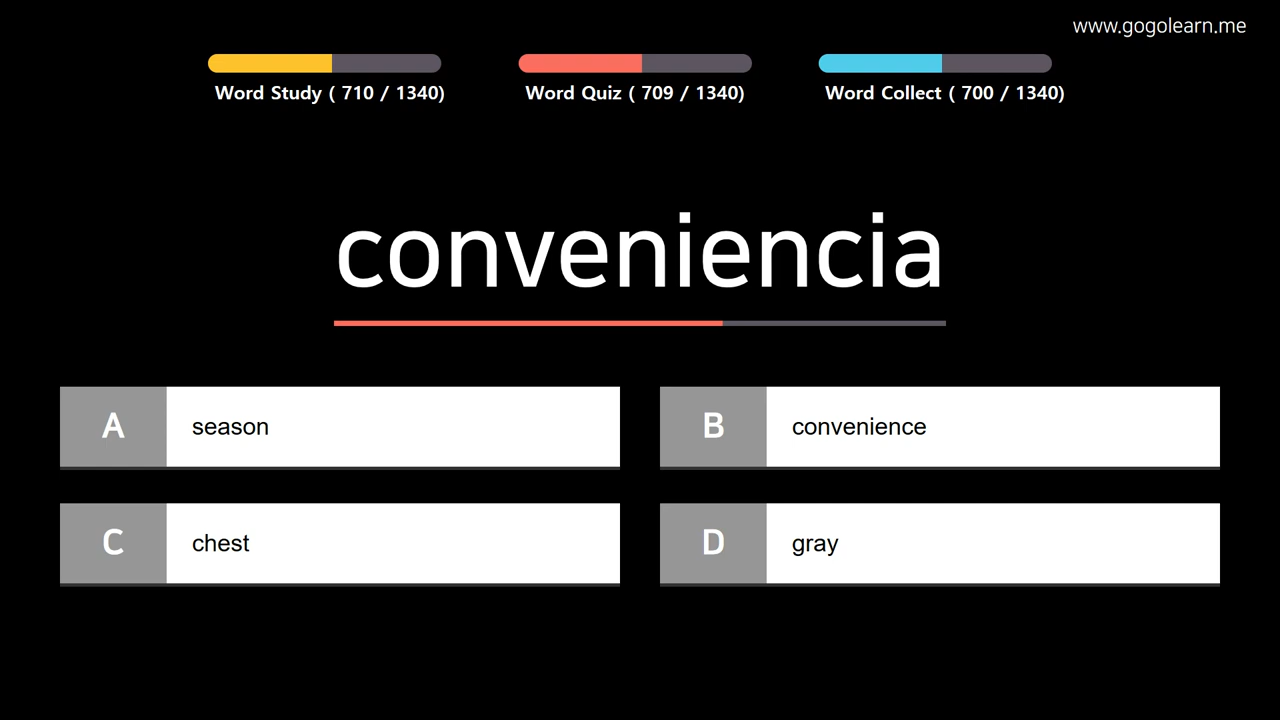 www.gogolearn.me
Word Study ( 710 / 1340)
Word Quiz ( 709 / 1340)
Word Collect ( 700 / 1340)
conveniencia
A season
B convenience
C chest
D gray